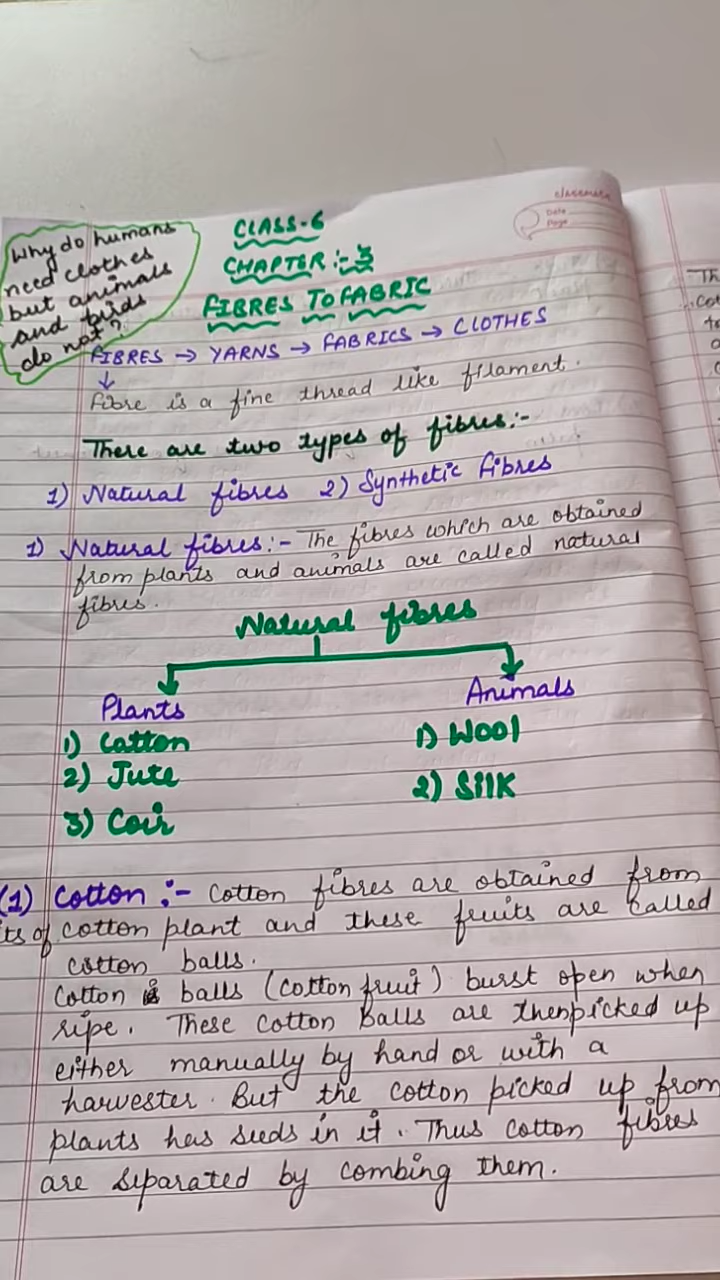 Why do humans
need clothes
but animals
and birds
do not?
Classmate
Date
Page
CLASS-6
CHAPTER :- 3
FIBRES TO FABRIC
FIBRES → YARNS → FABRICS → CLOTHES
↓
Fibre is a fine thread like filament.
There are two types of fibres:-
1) Natural fibres 2) Synthetic fibres
1) Natural fibres:- The fibres which are obtained
from plants and animals are called natural
fibres.
Natural fibres
Plants
1) Cotton
2) Jute
3) Coir
Animals
1) Wool
2) Silk
(1) Cotton :- Cotton fibres are obtained from
ts of cotton plant and these fruits are called
cotton balls.
Cotton balls (cotton fruit) burst open when
ripe. These cotton balls are then picked up
either manually by hand or with a
harvester. But the cotton picked up from
plants has seeds in it. Thus cotton fibres
are separated by combing them.
Th